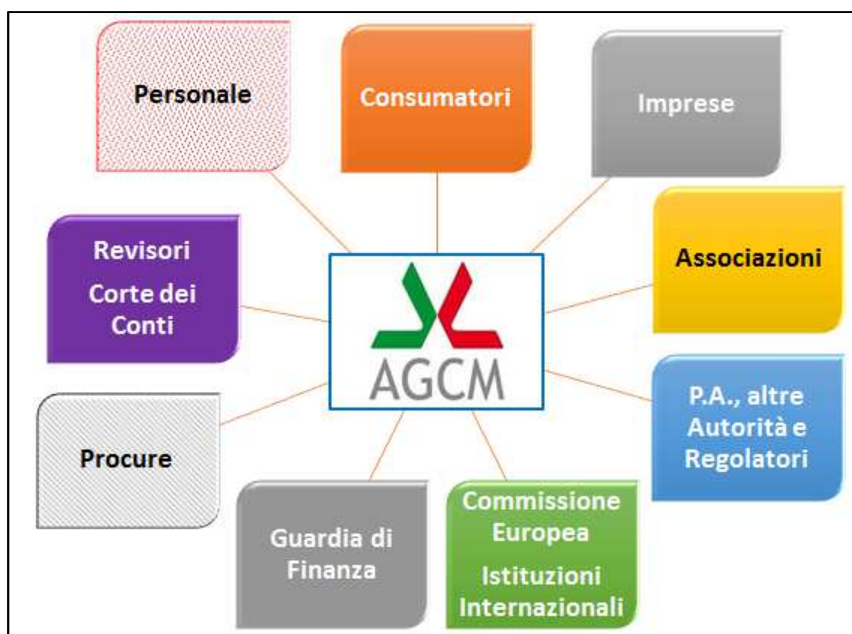 Personale
Consumatori
Imprese
Revisori
Corte dei
Conti
Associazioni
AGCM
Procure
P.A., altre
Autorità e
Regolatori
Guardia di
Finanza
Commissione
Europea
Istituzioni
Internazionali